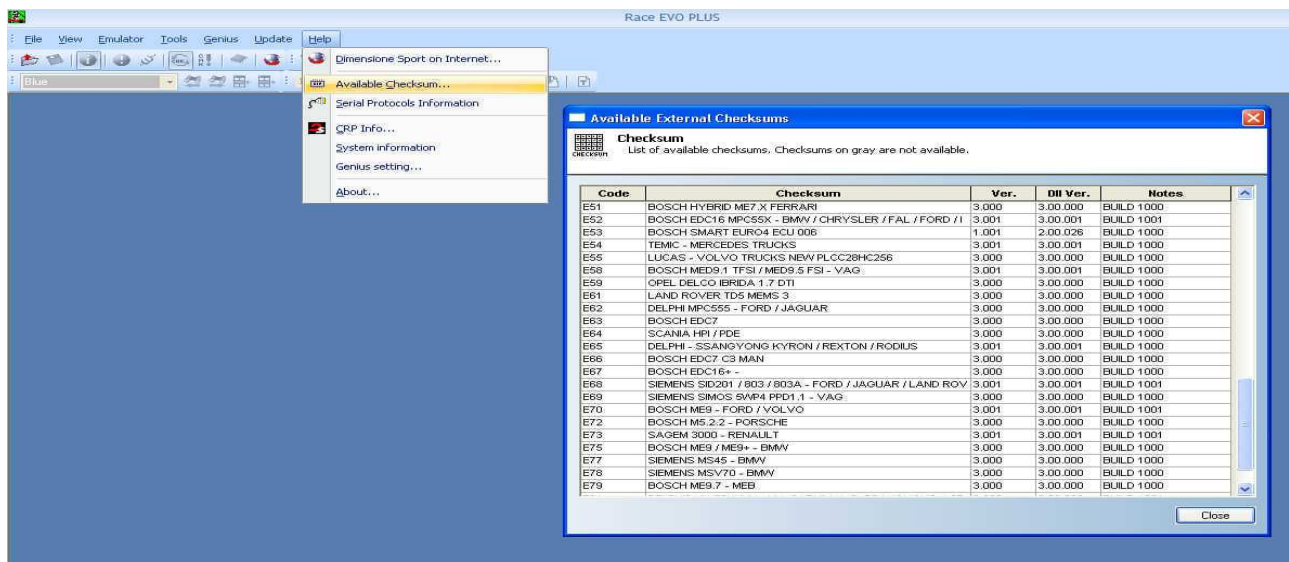 Race EVO PLUS
File View Emulator Tools Genius Update Help
Dimensione Sport on Internet...
Blue
Available Checksum...
Serial Protocols Information
CRP Info...
System information
Genius setting...
About...
Available External Checksums
Checksum
List of available checksums. Checksums on gray are not available.
CHECKSUM
Code Checksum Ver. Dll Ver. Notes
E51 BOSCH HYBRID ME7.X FERRARI 3.000 3.00.000 BUILD 1000
E52 BOSCH EDC16 MPC55X - BMW / CHRYSLER / FAL / FORD / I 3.001 3.00.001 BUILD 1001
E53 BOSCH SMART EURO4 ECU 006 1.001 2.00.026 BUILD 1000
E54 TEMIC - MERCEDES TRUCKS 3.001 3.00.001 BUILD 1000
E55 LUCAS - VOLVO TRUCKS NEW PLCC28HC256 3.000 3.00.000 BUILD 1000
E58 BOSCH MED9.1 TFSI / MED9.5 FSI - VAG 3.001 3.00.001 BUILD 1000
E59 OPEL DELCO IBRIDA 1.7 DTI 3.000 3.00.000 BUILD 1000
E61 LAND ROVER TD5 MEMS 3 3.000 3.00.000 BUILD 1000
E62 DELPHI MPC555 - FORD / JAGUAR 3.000 3.00.000 BUILD 1000
E63 BOSCH EDC7 3.000 3.00.000 BUILD 1000
E64 SCANIA HPI / PDE 3.000 3.00.000 BUILD 1000
E65 DELPHI - SSANGYONG KYRON / REXTON / RODIUS 3.001 3.00.001 BUILD 1000
E66 BOSCH EDC7 C3 MAN 3.000 3.00.000 BUILD 1000
E67 BOSCH EDC16+ - 3.000 3.00.000 BUILD 1000
E68 SIEMENS SID201 / 803 / 803A - FORD / JAGUAR / LAND ROV 3.001 3.00.000 BUILD 1001
E69 SIEMENS SIMOS 5WP4 PPD1.1 - VAG 3.000 3.00.000 BUILD 1000
E70 BOSCH ME9 - FORD / VOLVO 3.001 3.00.001 BUILD 1001
E72 BOSCH M5.2.2 - PORSCHE 3.000 3.00.000 BUILD 1000
E73 SAGEM 3000 - RENAULT 3.001 3.00.001 BUILD 1001
E75 BOSCH ME9 / ME9+ - BMW 3.000 3.00.000 BUILD 1000
E77 SIEMENS MS45 - BMW 3.000 3.00.000 BUILD 1000
E78 SIEMENS MSV70 - BMW 3.000 3.00.000 BUILD 1000
E79 BOSCH ME9.7 - MEB 3.000 3.00.000 BUILD 1000
Close